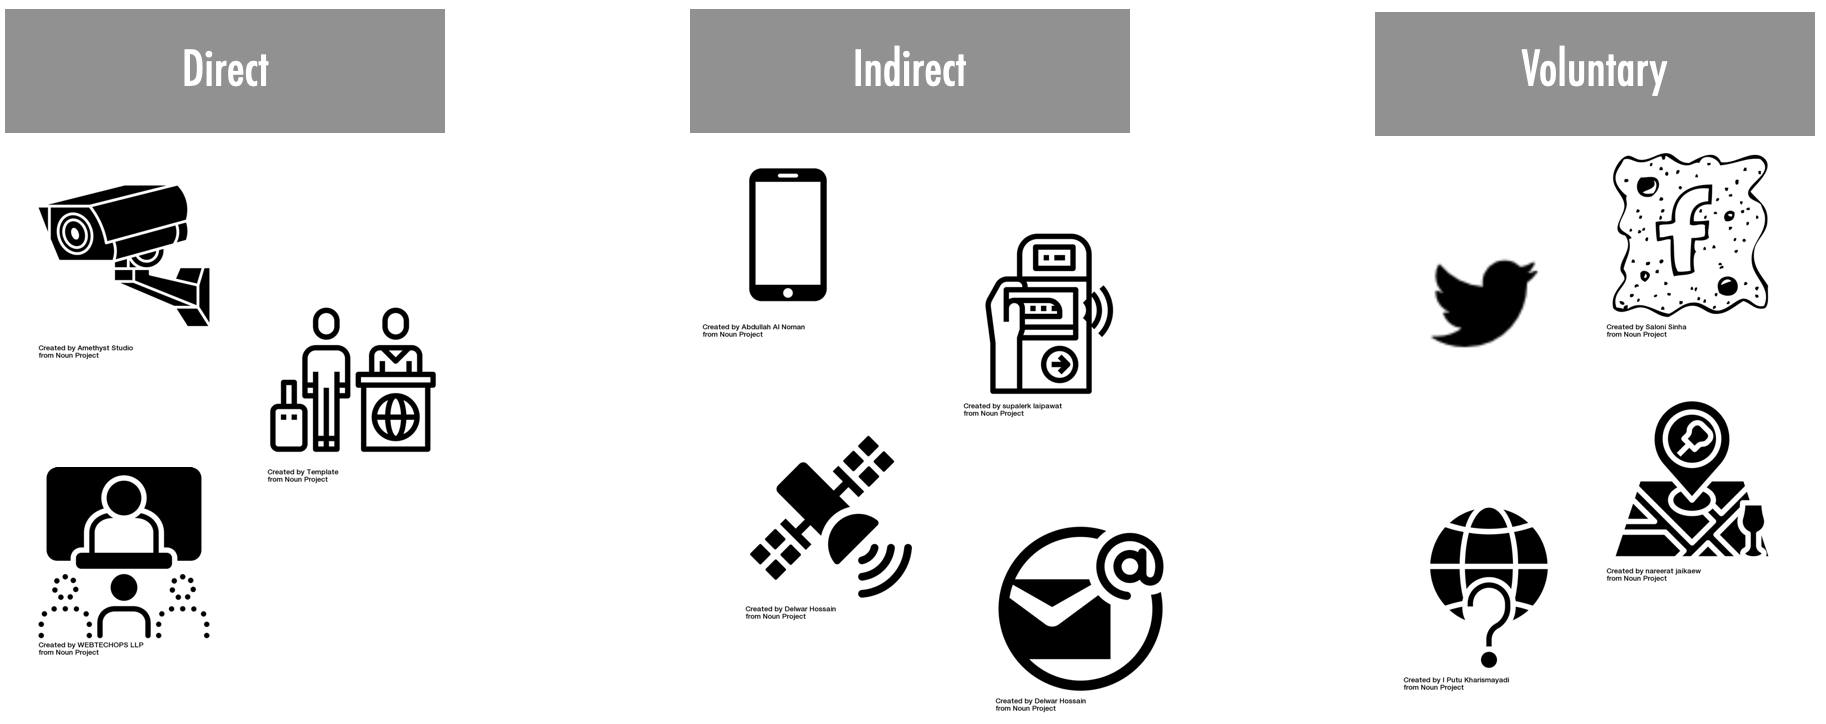 Direct
Indirect
Voluntary
Created by Amethyst Studio
from Noun Project
Created by Template
from Noun Project
Created by WEBTECHOPS LLP
from Noun Project
Created by Abdullah Al Noman
from Noun Project
Created by supalerk laipawat
from Noun Project
Created by Delwar Hossain
from Noun Project
Created by Delwar Hossain
from Noun Project
Created by Saloni Sinha
from Noun Project
Created by nareerat jaikaew
from Noun Project
Created by I Putu Kharismayadi
from Noun Project